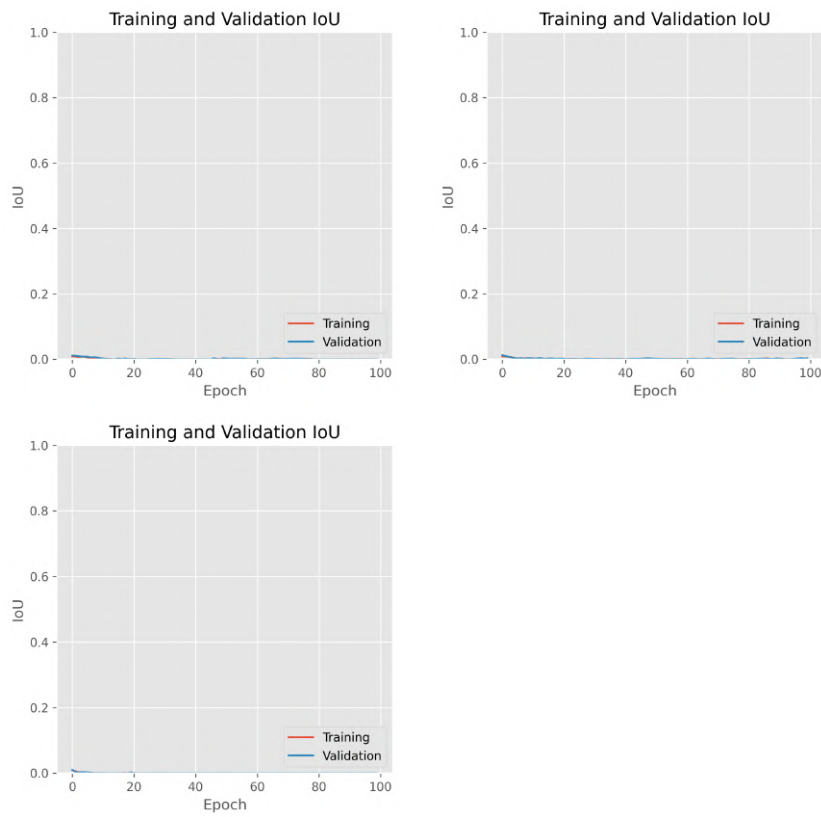 Training and Validation IoU
1.0
0.8
0.6
0.4
0.2
0.0
IoU
Training
Validation
0 20 40 60 80 100
Epoch
Training and Validation IoU
1.0
0.8
0.6
0.4
0.2
0.0
IoU
Training
Validation
0 20 40 60 80 100
Epoch
Training and Validation IoU
1.0
0.8
0.6
0.4
0.2
0.0
IoU
Training
Validation
0 20 40 60 80 100
Epoch